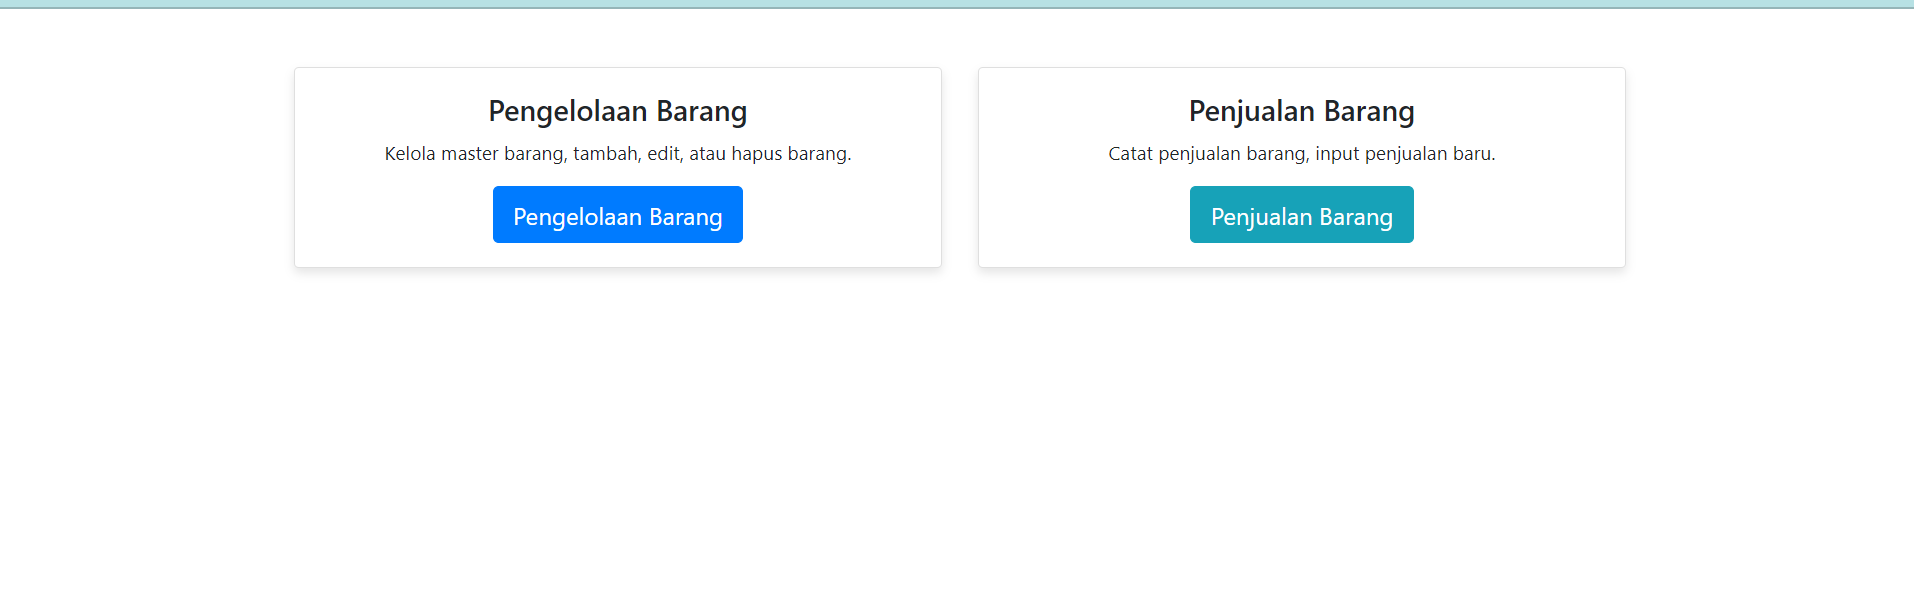 Pengelolaan Barang
Kelola master barang, tambah, edit, atau hapus barang.
Pengelolaan Barang
Penjualan Barang
Catat penjualan barang, input penjualan baru.
Penjualan Barang